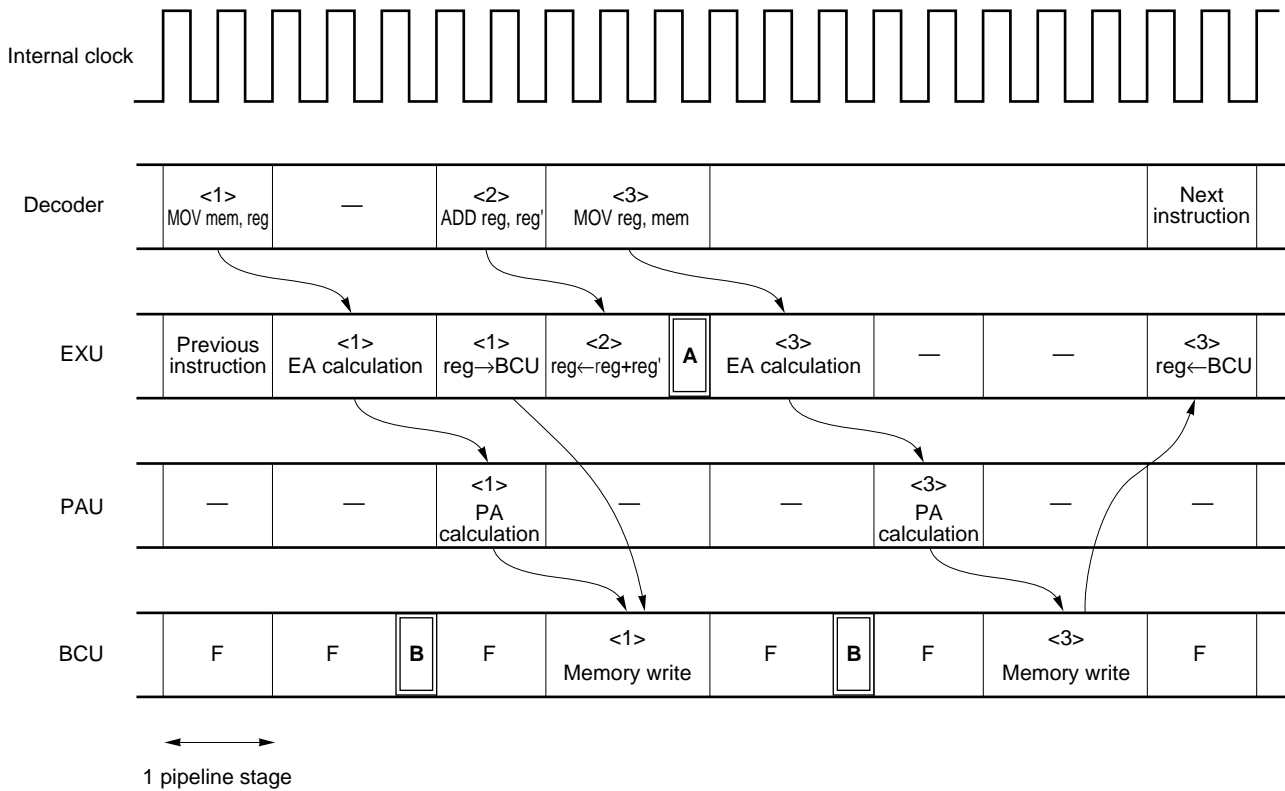 Internal clock
Decoder
<1>
MOV mem, reg
—
<2>
ADD reg, reg'
<3>
MOV reg, mem
Next
instruction
EXU
Previous
instruction
<1>
EA calculation
<1>
reg→BCU
<2>
reg←reg+reg'
A
<3>
EA calculation
—
—
<3>
reg←BCU
PAU
—
—
<1>
PA
calculation
—
—
<3>
PA
calculation
—
—
BCU
F
F
B
F
<1>
Memory write
F
B
F
<3>
Memory write
F
1 pipeline stage